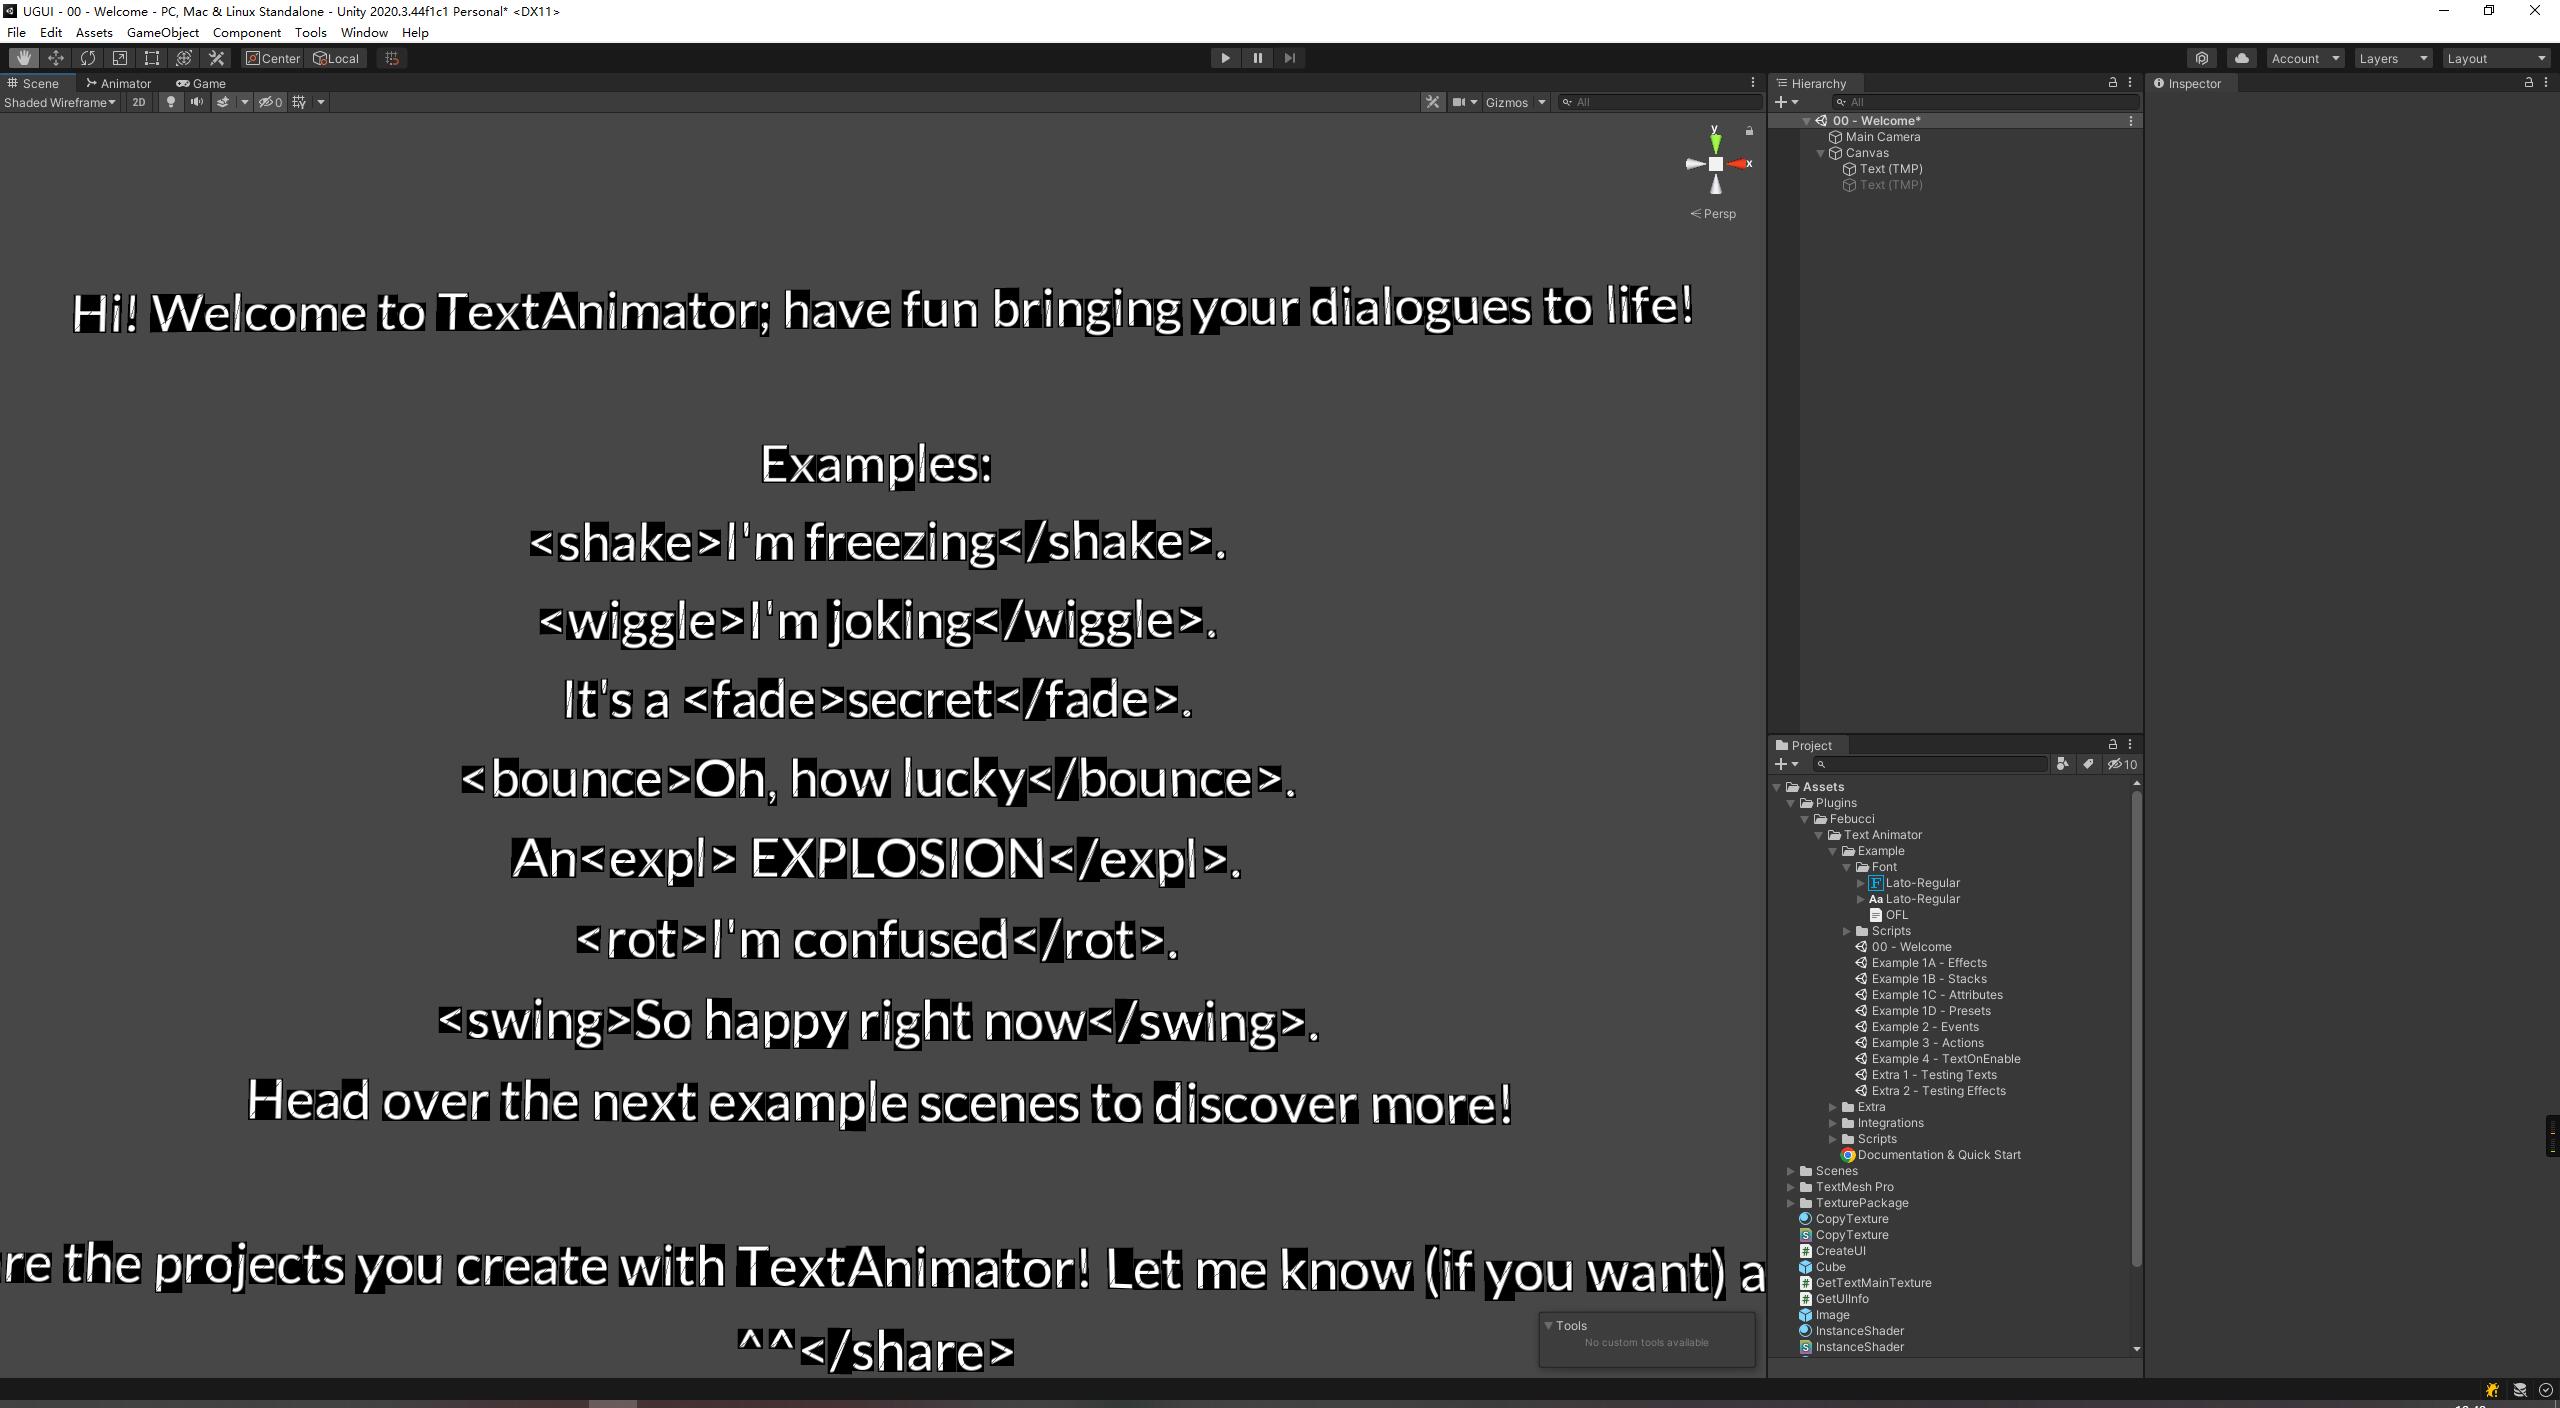 UGUI - 00 - Welcome - PC, Mac & Linux Standalone - Unity 2020.3.44f1c1 Personal* <DX11>
File Edit Assets GameObject Component Tools Window Help
Center Local Account Layers Layout
Scene Animator Game
Shaded Wireframe 2D 0 Gizmos All
y
x
Persp
Hi! Welcome to TextAnimator; have fun bringing your dialogues to life!
Examples:
<shake>I'm freezing</shake>.
<wiggle>I'm joking</wiggle>.
It's a <fade>secret</fade>.
<bounce>Oh, how lucky</bounce>.
An<expl> EXPLOSION</expl>.
<rot>I'm confused</rot>.
<swing>So happy right now</swing>.
Head over the next example scenes to discover more!
re the projects you create with TextAnimator! Let me know (if you want) a
^^</share>
Tools
No custom tools available
Hierarchy
All
00 - Welcome*
Main Camera
Canvas
Text (TMP)
Text (TMP)
Project
10
Assets
Plugins
Febucci
Text Animator
Example
Font
Lato-Regular
Aa Lato-Regular
OFL
Scripts
00 - Welcome
Example 1A - Effects
Example 1B - Stacks
Example 1C - Attributes
Example 1D - Presets
Example 2 - Events
Example 3 - Actions
Example 4 - TextOnEnable
Extra 1 - Testing Texts
Extra 2 - Testing Effects
Extra
Integrations
Scripts
Documentation & Quick Start
Scenes
TextMesh Pro
TexturePackage
CopyTexture
CopyTexture
CreateUI
Cube
GetTextMainTexture
GetUIInfo
Image
InstanceShader
InstanceShader
Inspector